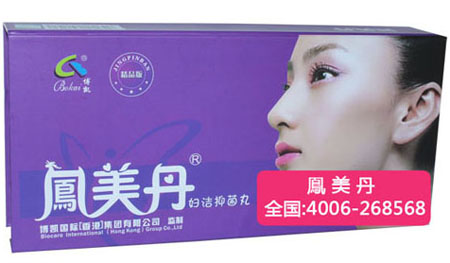 博凱
Bokai
JINGPINBAN
精品版
鳳美丹®
妇洁抑菌丸
博凯国际[香港]集团有限公司 监制
Biocare International ( Hong Kong ) Group Co.,Ltd
鳳美丹
全国:4006-268568